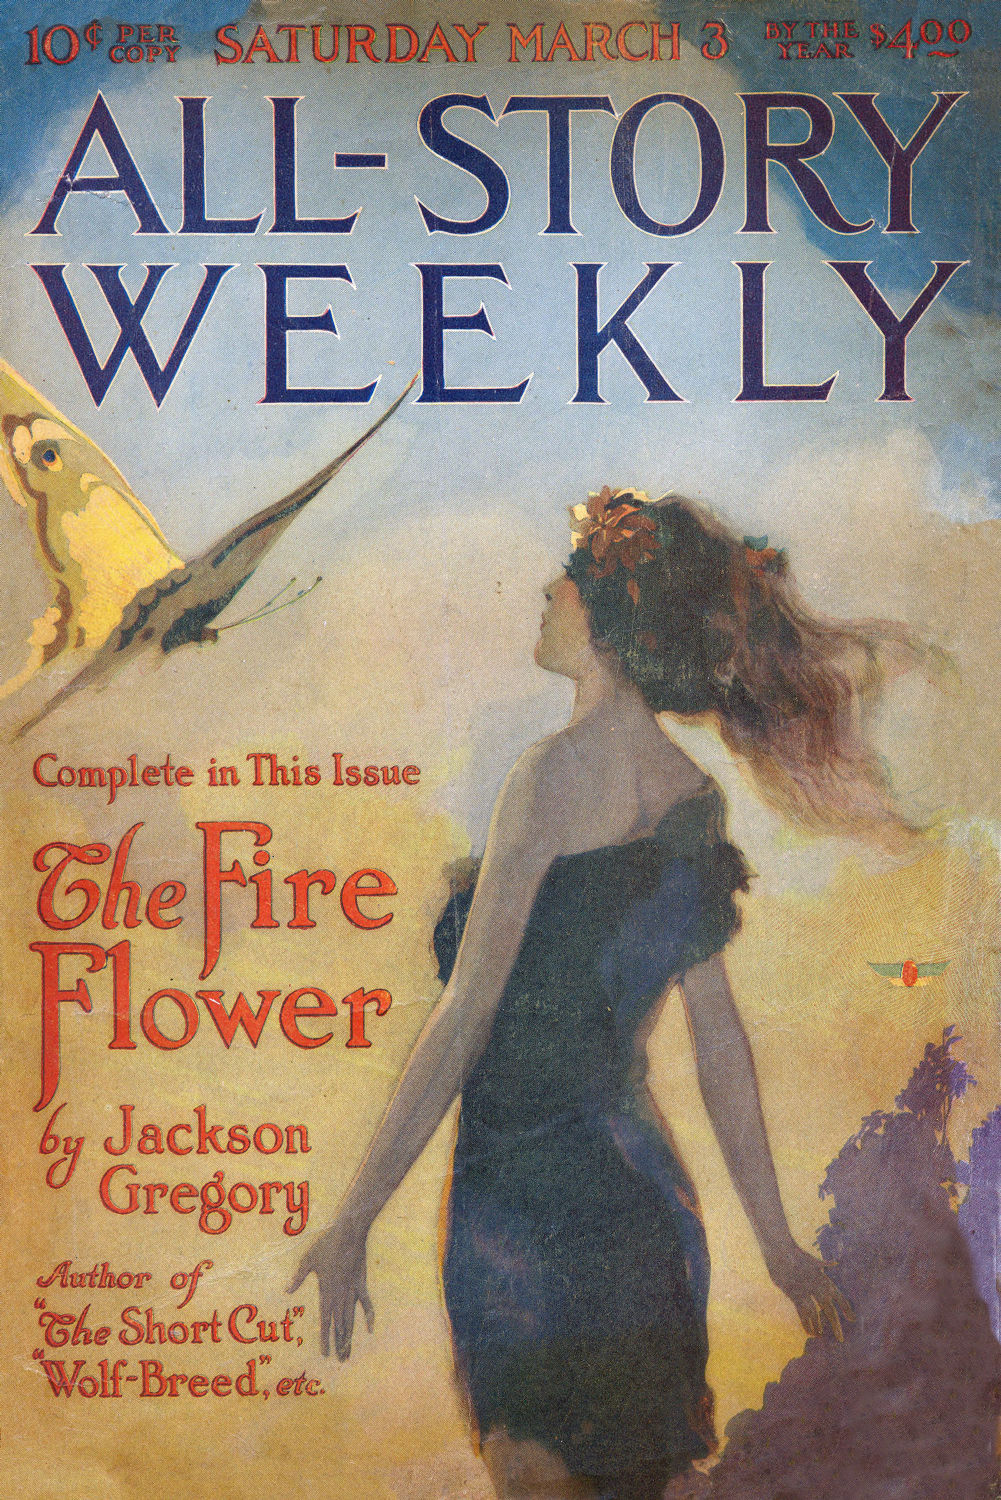 10¢ PER COPY SATURDAY MARCH 3 BY THE YEAR $4.00
ALL-STORY
WEEKLY
Complete in This Issue
The Fire
Flower
by Jackson
Gregory
Author of
"The Short Cut",
"Wolf-Breed", etc.